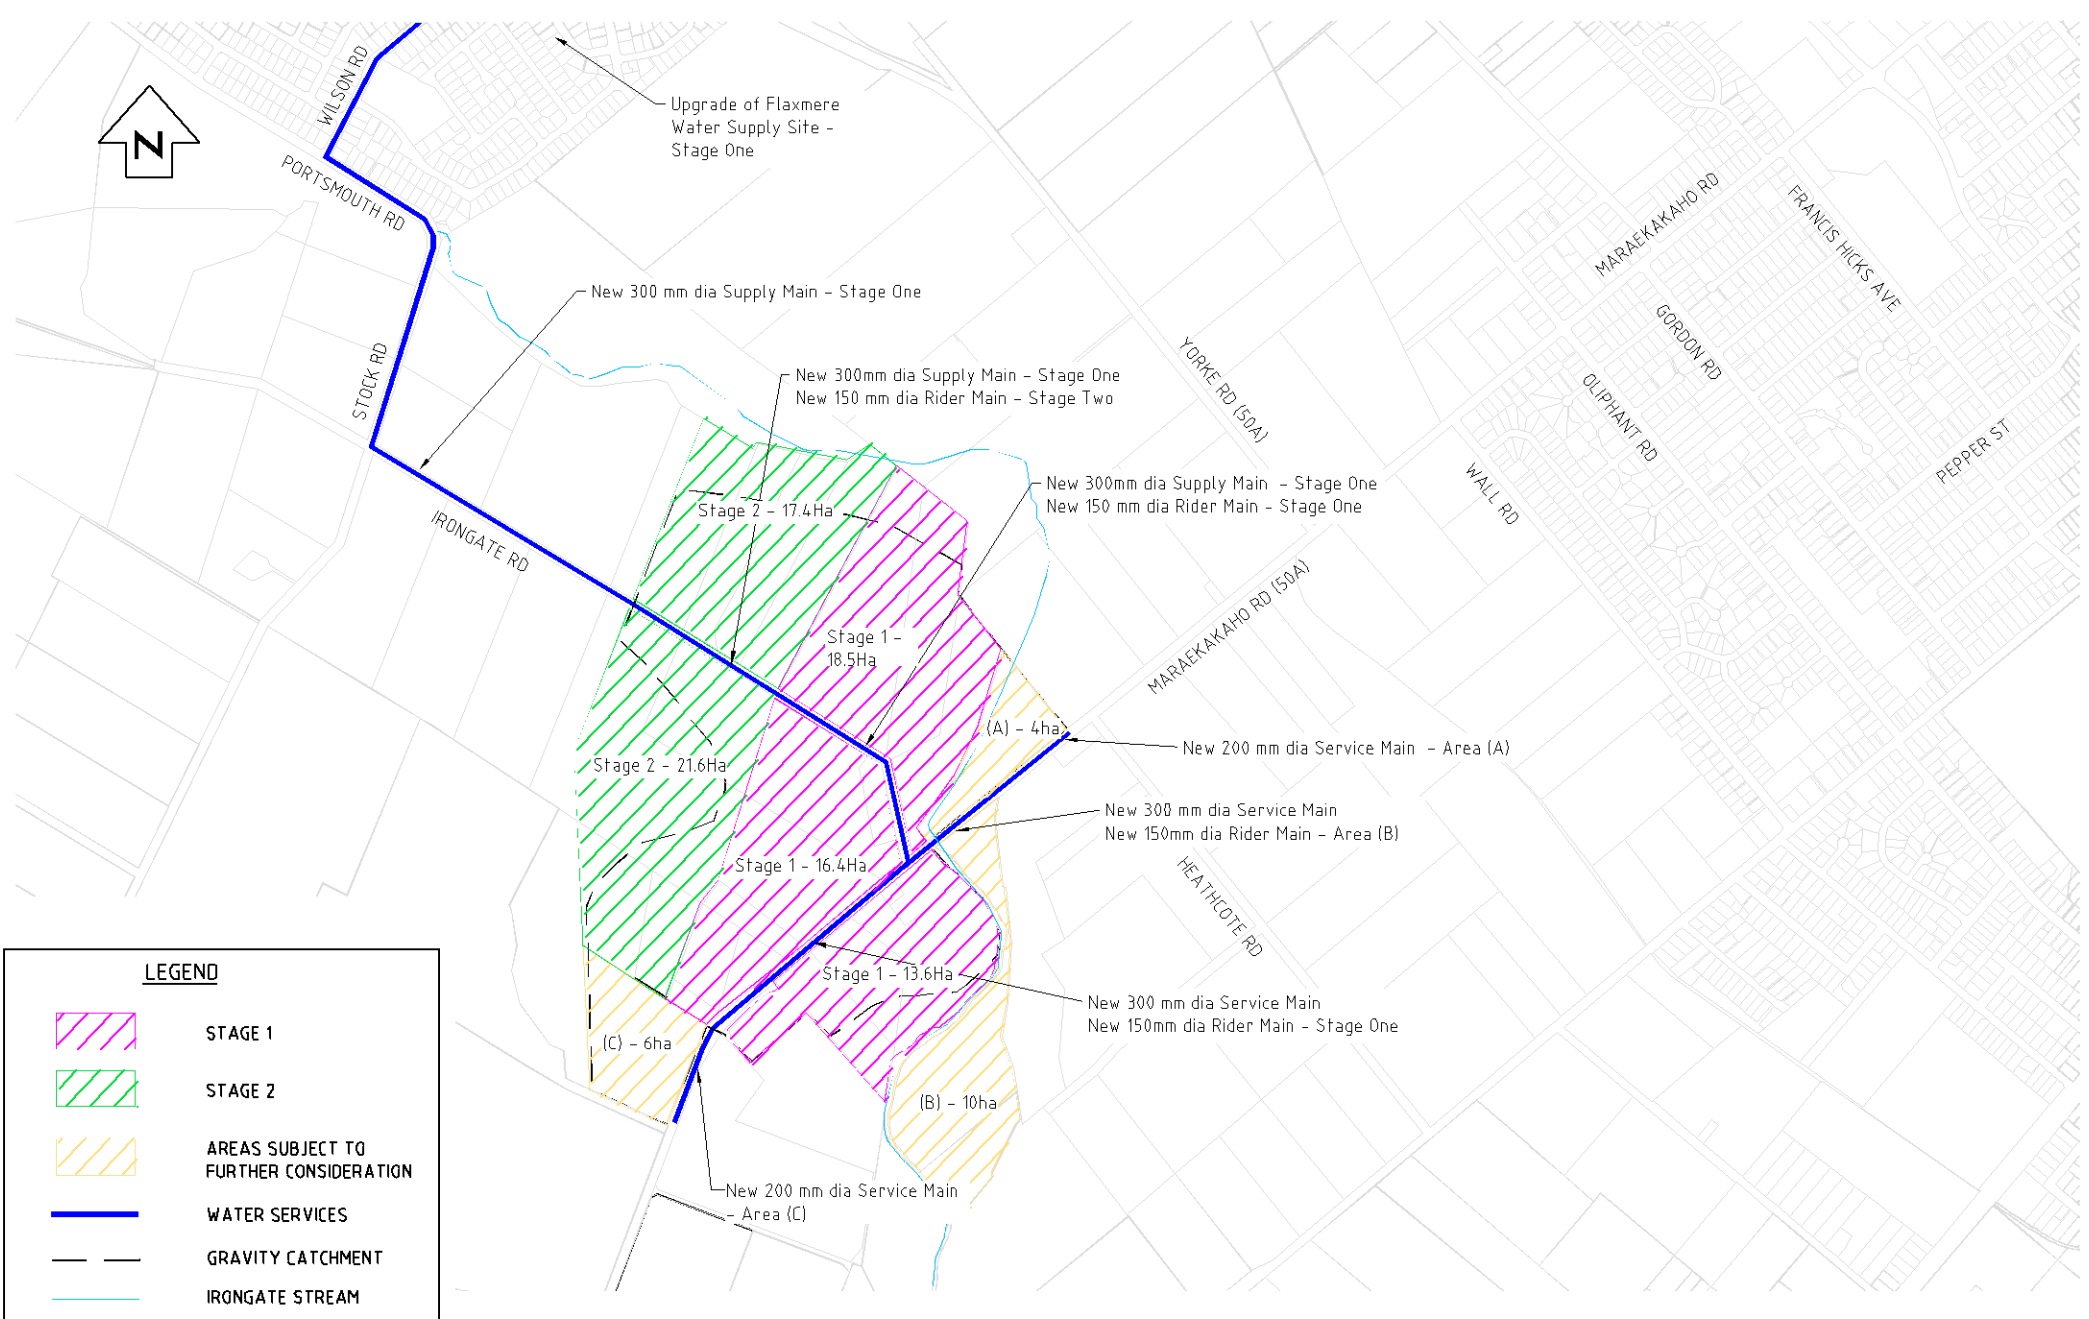 WILSON RD
N
PORTSMOUTH RD
Upgrade of Flaxmere
Water Supply Site -
Stage One
MARAEKAKAHO RD
FRANCIS HICKS AVE
GORDON RD
OLIPHANT RD
PEPPER ST
WALL RD
YORKE RD (50A)
New 300 mm dia Supply Main - Stage One
STOCK RD
New 300mm dia Supply Main - Stage One
New 150 mm dia Rider Main - Stage Two
New 300mm dia Supply Main - Stage One
New 150 mm dia Rider Main - Stage One
IRONGATE RD
Stage 2 - 17.4Ha
Stage 1 -
18.5Ha
MARAEKAKAHO RD (50A)
(A) - 4ha
New 200 mm dia Service Main - Area (A)
Stage 2 - 21.6Ha
New 300 mm dia Service Main
New 150mm dia Rider Main - Area (B)
Stage 1 - 16.4Ha
HEATHCOTE RD
Stage 1 - 13.6Ha
New 300 mm dia Service Main
New 150mm dia Rider Main - Stage One
(C) - 6ha
(B) - 10ha
New 200 mm dia Service Main
- Area (C)
LEGEND
STAGE 1
STAGE 2
AREAS SUBJECT TO
FURTHER CONSIDERATION
WATER SERVICES
GRAVITY CATCHMENT
IRONGATE STREAM